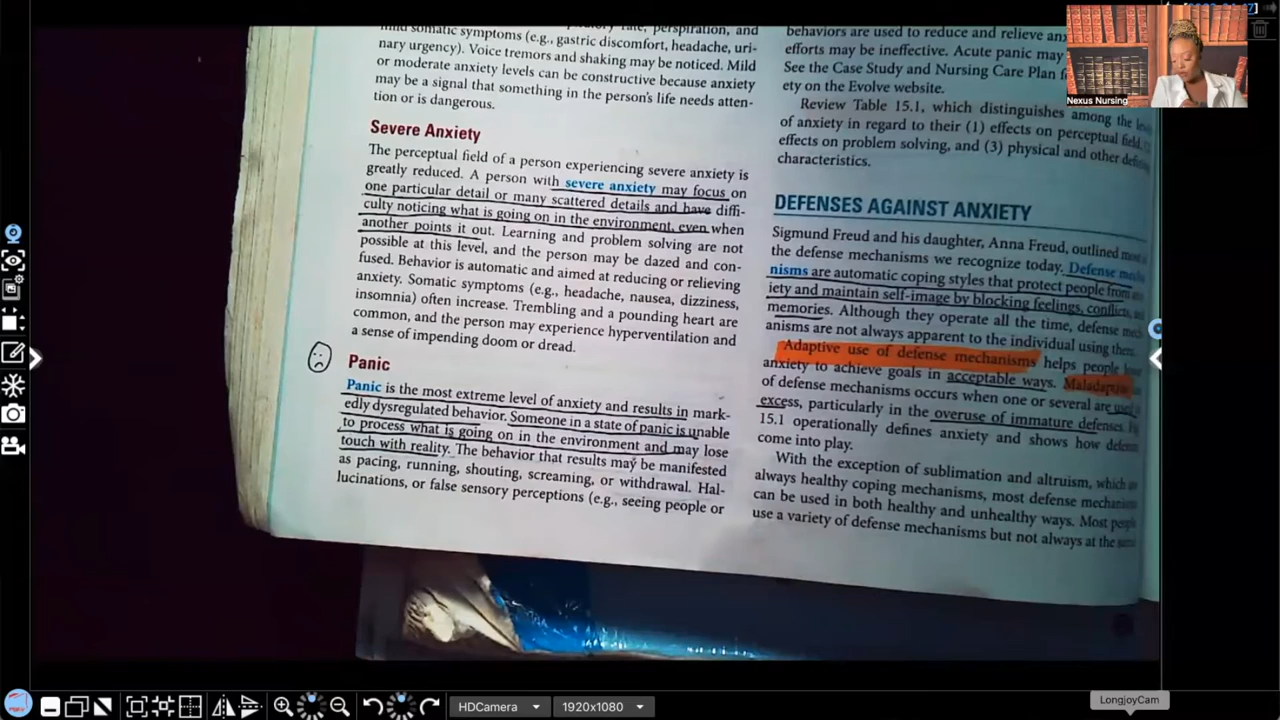 mild somatic symptoms (e.g., gastric discomfort, headache, uri-
nary urgency). Voice tremors and shaking may be noticed. Mild
or moderate anxiety levels can be constructive because anxiety
may be a signal that something in the person's life needs atten-
tion or is dangerous.
Severe Anxiety
The perceptual field of a person experiencing severe anxiety is
greatly reduced. A person with severe anxiety may focus on
one particular detail or many scattered details and have diffi-
culty noticing what is going on in the environment, even when
another points it out. Learning and problem solving are not
possible at this level, and the person may be dazed and con-
fused. Behavior is automatic and aimed at reducing or relieving
anxiety. Somatic symptoms (e.g., headache, nausea, dizziness,
insomnia) often increase. Trembling and a pounding heart are
common, and the person may experience hyperventilation and
a sense of impending doom or dread.
Panic
Panic is the most extreme level of anxiety and results in mark-
edly dysregulated behavior. Someone in a state of panic is unable
to process what is going on in the environment and may lose
touch with reality. The behavior that results may be manifested
as pacing, running, shouting, screaming, or withdrawal. Hal-
lucinations, or false sensory perceptions (e.g., seeing people or
behaviors are used to reduce and relieve
efforts may be ineffective. Acute panic may
See the Case Study and Nursing Care Plan
ety on the Evolve website.
Review Table 15.1, which distinguishes among the
of anxiety in regard to their (1) effects on perceptual field,
effects on problem solving, and (3) physical and other
characteristics.
DEFENSES AGAINST ANXIETY
Sigmund Freud and his daughter, Anna Freud, outlined
the defense mechanisms we recognize today. Defense
nisms are automatic coping styles that protect people from
iety and maintain self-image by blocking feelings, conflicts,
memories. Although they operate all the time, defense
anisms are not always apparent to the individual using
Adaptive use of defense mechanisms helps people
anxiety to achieve goals in acceptable ways. Maladaptive
of defense mechanisms occurs when one or several are used
excess, particularly in the overuse of immature defenses.
15.1 operationally defines anxiety and shows how
come into play.
With the exception of sublimation and altruism, which
always healthy coping mechanisms, most defense
can be used in both healthy and unhealthy ways. Most
use a variety of defense mechanisms but not always at the
Nexus Nursing
HDCamera
1920x1080
LongjoyCam